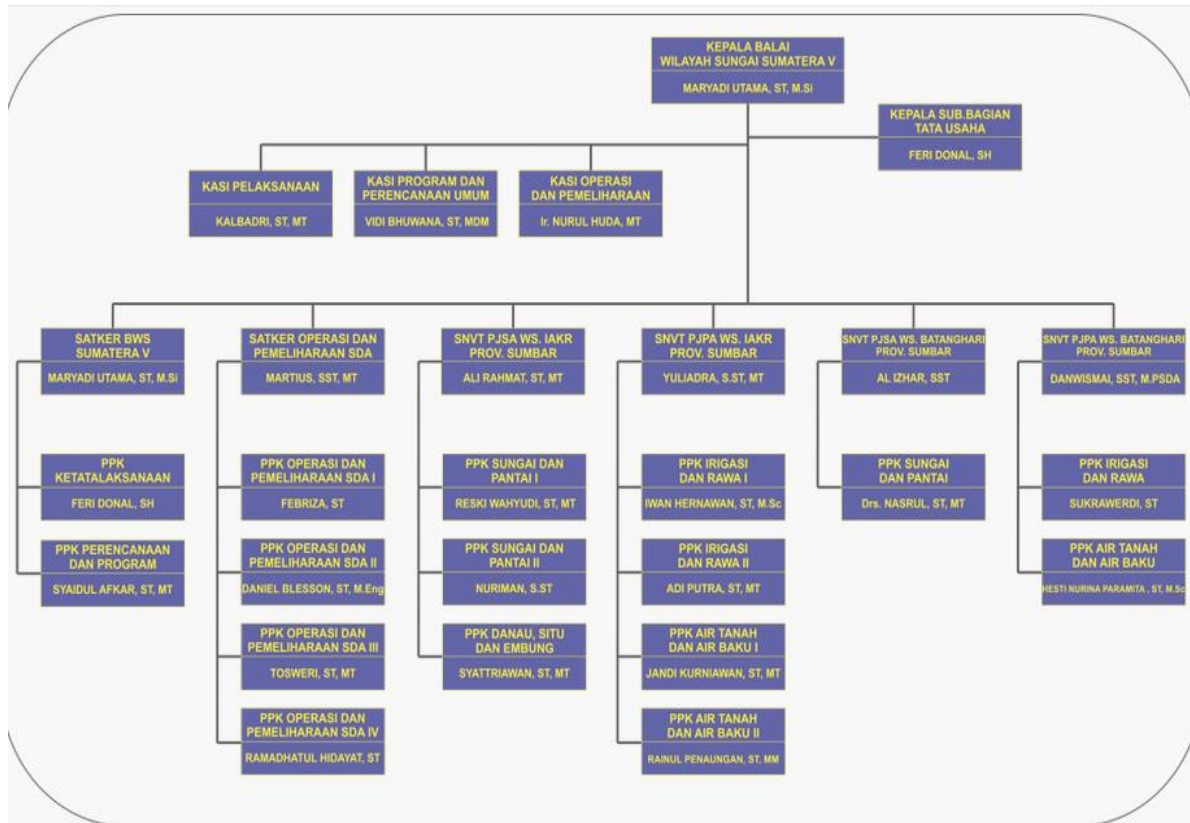 KEPALA BALAI
WILAYAH SUNGAI SUMATERA V
MARYADI UTAMA, ST, M.Si
KEPALA SUB.BAGIAN
TATA USAHA
FERI DONAL, SH
KASI PELAKSANAAN
KALBADRI, ST, MT
KASI PROGRAM DAN
PERENCANAAN UMUM
VIDI BHUWANA, ST, MDM
KASI OPERASI
DAN PEMELIHARAAN
Ir. NURUL HUDA, MT
SATKER BWS
SUMATERA V
MARYADI UTAMA, ST, M.Si
PPK
KETATALAKSANAAN
FERI DONAL, SH
PPK PERENCANAAN
DAN PROGRAM
SYAIDUL AFKAR, ST, MT
SATKER OPERASI DAN
PEMELIHARAAN SDA
MARTIUS, SST, MT
PPK OPERASI DAN
PEMELIHARAAN SDA I
FEBRIZA, ST
PPK OPERASI DAN
PEMELIHARAAN SDA II
DANIEL BLESSON, ST, M.Eng
PPK OPERASI DAN
PEMELIHARAAN SDA III
TOSWERI, ST, MT
PPK OPERASI DAN
PEMELIHARAAN SDA IV
RAMADHATUL HIDAYAT, ST
SNVT PJSA WS. IAKR
PROV. SUMBAR
ALI RAHMAT, ST, MT
PPK SUNGAI DAN
PANTAI I
RESKI WAHYUDI, ST, MT
PPK SUNGAI DAN
PANTAI II
NURIMAN, S.ST
PPK DANAU, SITU
DAN EMBUNG
SYATTRIAWAN, ST, MT
SNVT PJPA WS. IAKR
PROV. SUMBAR
YULIADRA, S.ST, MT
PPK IRIGASI
DAN RAWA I
IWAN HERNAWAN, ST, M.Sc
PPK IRIGASI
DAN RAWA II
ADI PUTRA, ST, MT
PPK AIR TANAH
DAN AIR BAKU I
JANDI KURNIAWAN, ST, MT
PPK AIR TANAH
DAN AIR BAKU II
RAINUL PENAUNGAN, ST, MM
SNVT PJSA WS. BATANGHARI
PROV. SUMBAR
AL IZHAR, SST
PPK SUNGAI
DAN PANTAI
Drs. NASRUL, ST, MT
SNVT PJPA WS. BATANGHARI
PROV. SUMBAR
DANWISMAI, SST, M.PSDA
PPK IRIGASI
DAN RAWA
SUKRAWERDI, ST
PPK AIR TANAH
DAN AIR BAKU
HESTI NURINA PARAMITA , ST, M.Sc